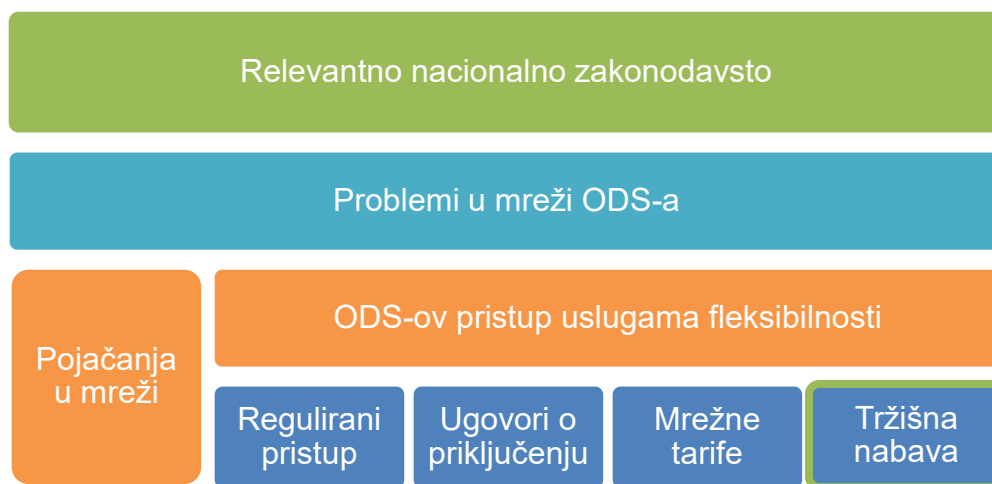 Relevantno nacionalno zakonodavsto
Problemi u mreži ODS-a
ODS-ov pristup uslugama fleksibilnosti
Pojačanja
u mreži
Regulirani
pristup
Ugovori o
priključenju
Mrežne
tarife
Tržišna
nabava